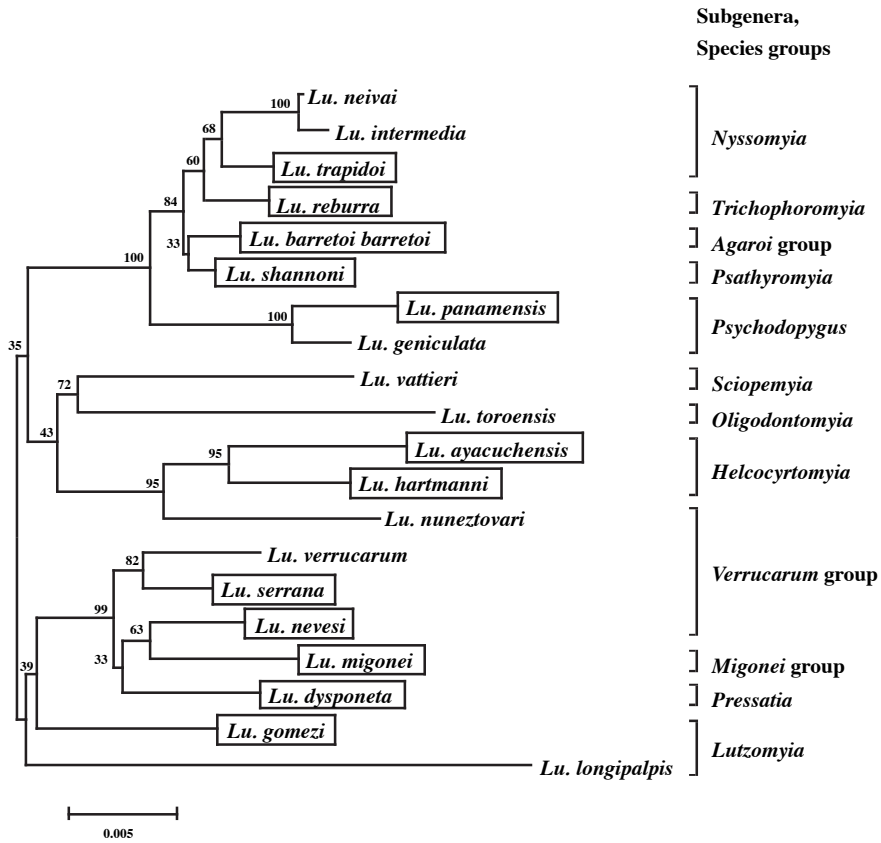 Subgenera,
Species groups
100 Lu. neivai
68 Lu. intermedia
Nyssomyia
60 Lu. trapidoi
84 Lu. reburra
Trichophoromyia
33 Lu. barretoi barretoi
Agaroi group
100 Lu. shannoni
Psathyromyia
Lu. panamensis
100
Psychodopygus
Lu. geniculata
35
72 Lu. vattieri
Sciopemyia
43 Lu. toroensis
Oligodontomyia
95 Lu. ayacuchensis
Helcocyrtomyia
95 Lu. hartmanni
Lu. nuneztovari
82 Lu. verrucarum
Verrucarum group
Lu. serrana
99
63 Lu. nevesi
33 Lu. migonei
Migonei group
39
Lu. dysponeta
Pressatia
Lu. gomezi
Lutzomyia
Lu. longipalpis
0.005